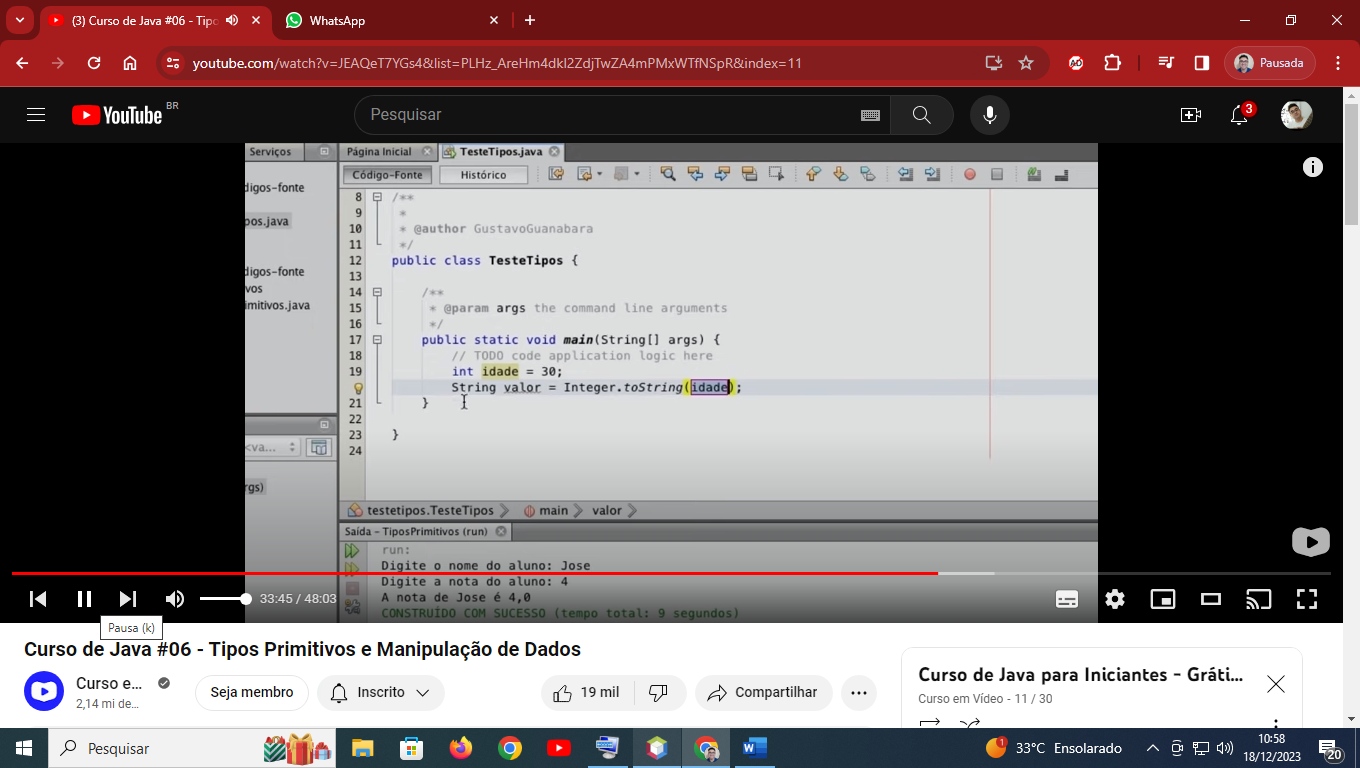 (3) Curso de Java #06 - Tipo
WhatsApp
youtube.com/watch?v=JEAQeT7YGs4&list=PLHz_AreHm4dkI2ZdjTwZA4mPMxWTfNSpR&index=11
Pausada
YouTube BR
Pesquisar
3
Serviços
Página Inicial
TesteTipos.java
Código-Fonte
Histórico
digos-fonte
pos.java
digos-fonte
vos
imitivos.java
<va...
rgs)
8 /**
9 *
10 * @author GustavoGuanabara
11 */
12 public class TesteTipos {
13
14 /**
15 * @param args the command line arguments
16 */
17 public static void main(String[] args) {
18 // TODO code application logic here
19 int idade = 30;
String valor = Integer.toString(idade);
21 }
22
23 }
24
testetipos.TesteTipos
main
valor
Saída - TiposPrimitivos (run)
run:
Digite o nome do aluno: Jose
Digite a nota do aluno: 4
A nota de Jose é 4,0
CONSTRUÍDO COM SUCESSO (tempo total: 9 segundos)
33:45 / 48:03
Pausa (k)
Curso de Java #06 - Tipos Primitivos e Manipulação de Dados
Curso e...
2,14 mi de...
Seja membro
Inscrito
19 mil
Compartilhar
Curso de Java para Iniciantes - Gráti...
Curso em Vídeo - 11 / 30
Pesquisar
1
33°C Ensolarado
10:58
18/12/2023
20